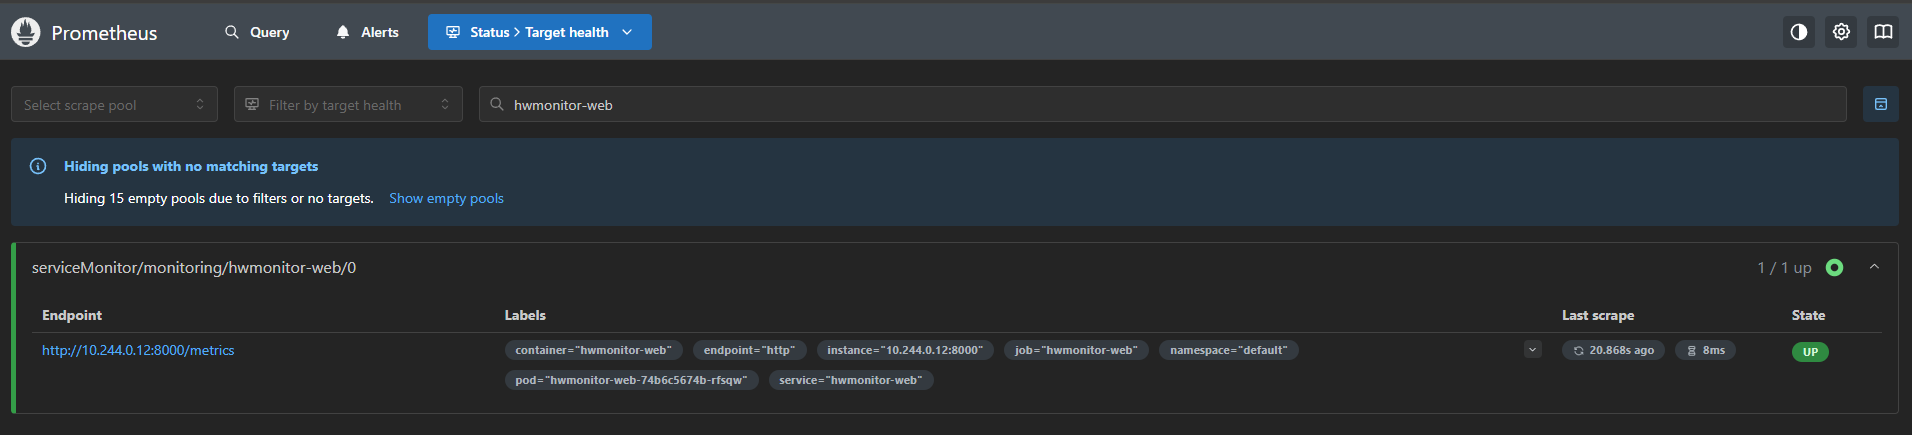 Prometheus Query Alerts Status > Target health
Select scrape pool Filter by target health hwmonitor-web
Hiding pools with no matching targets
Hiding 15 empty pools due to filters or no targets. Show empty pools
serviceMonitor/monitoring/hwmonitor-web/0 1 / 1 up
Endpoint Labels Last scrape State
http://10.244.0.12:8000/metrics container="hwmonitor-web" endpoint="http" instance="10.244.0.12:8000" job="hwmonitor-web" namespace="default" 20.868s ago 8ms UP
pod="hwmonitor-web-74b6c5674b-rfsqw" service="hwmonitor-web"